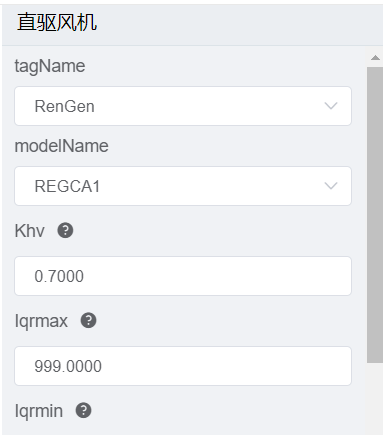 直驱风机
tagName
RenGen
modelName
REGCA1
Khv
0.7000
Iqrmax
999.0000
Iqrmin